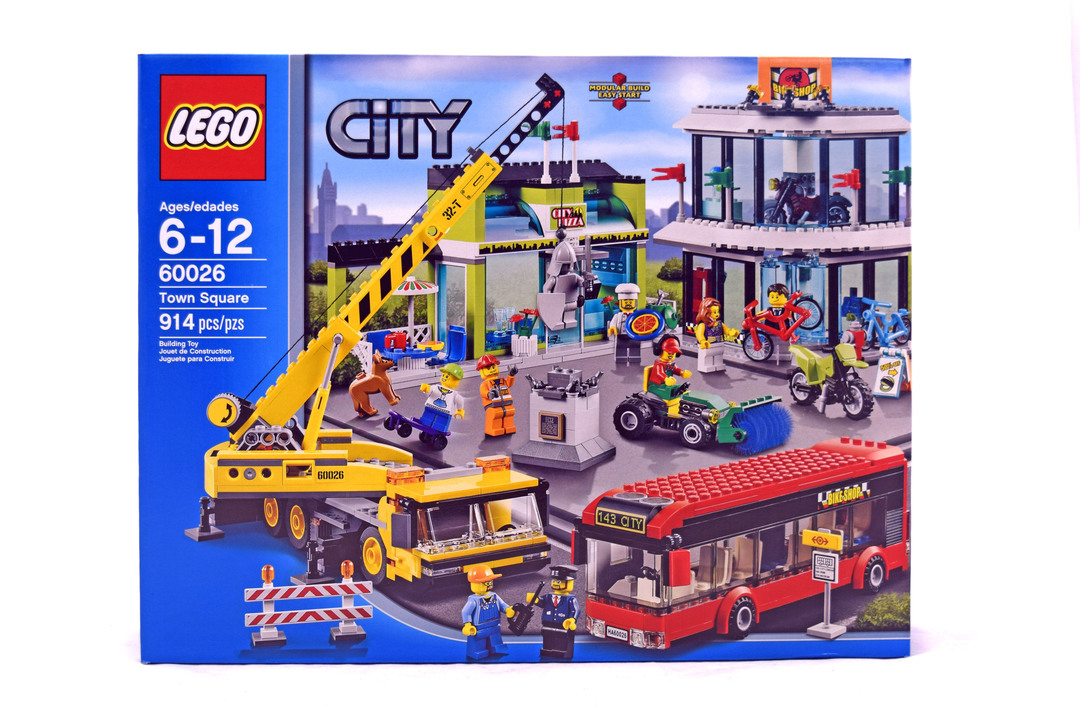 LEGO
CITY
MODULAR BUILD
EASY START
BIKE SHOP
Ages/edades
6-12
60026
Town Square
914 pcs/pzs
Building Toy
Jouet de Construction
Juguete para Construir
32-T
CITY
PIZZA
60026
143 CITY
BIKE SHOP
HA60026